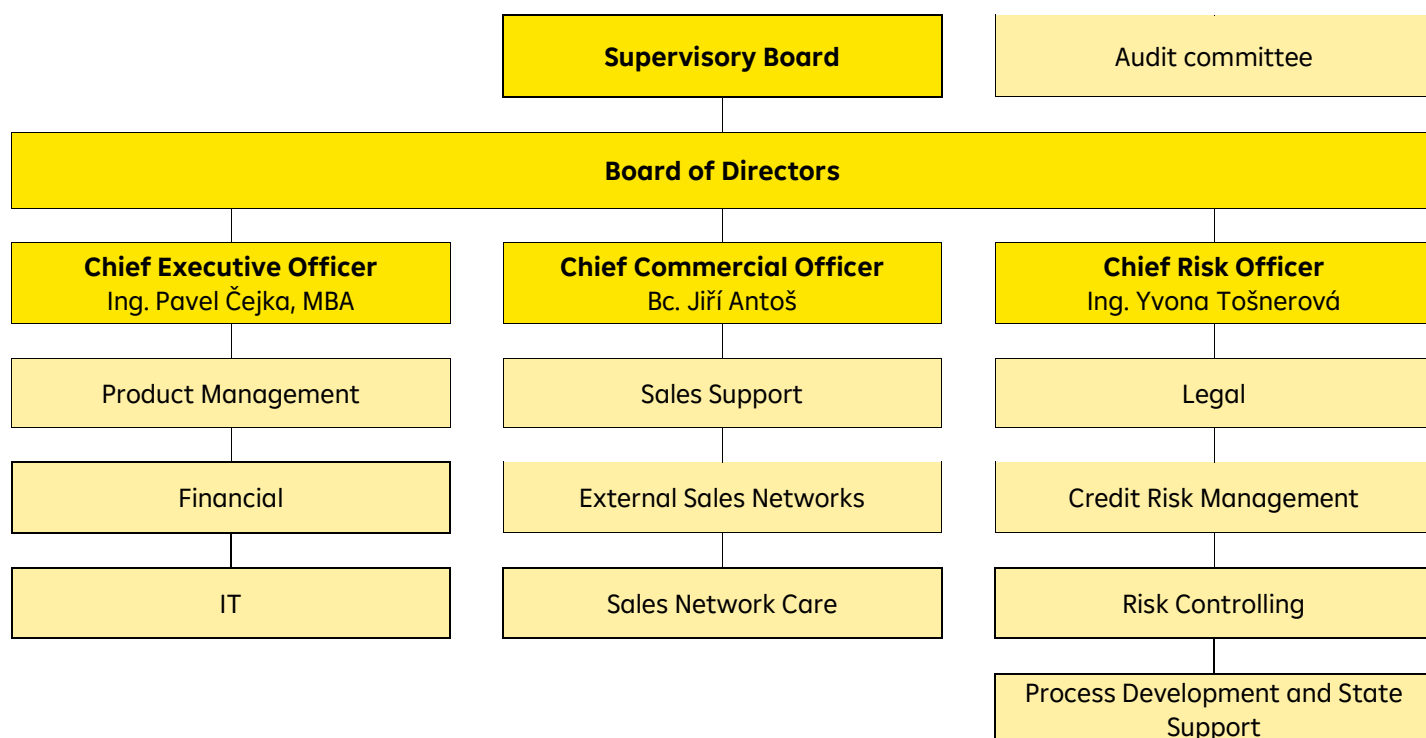 Supervisory Board
Audit committee
Board of Directors
Chief Executive Officer
Ing. Pavel Čejka, MBA
Chief Commercial Officer
Bc. Jiří Antoš
Chief Risk Officer
Ing. Yvona Tošnerová
Product Management
Sales Support
Legal
Financial
External Sales Networks
Credit Risk Management
IT
Sales Network Care
Risk Controlling
Process Development and State
Support